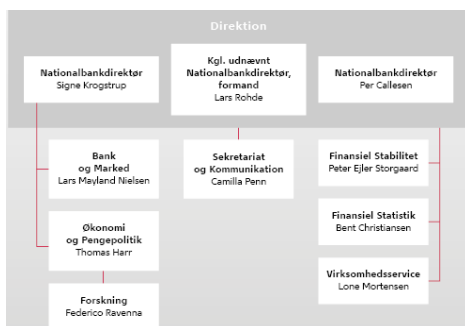 Direktion
Nationalbankdirektør
Signe Krogstrup
Kgl. udnævnt
Nationalbankdirektør,
formand
Lars Rohde
Nationalbankdirektør
Per Callesen
Bank
og Marked
Lars Mayland Nielsen
Sekretariat
og Kommunikation
Camilla Penn
Finansiel Stabilitet
Peter Ejler Storgaard
Økonomi
og Pengepolitik
Thomas Harr
Finansiel Statistik
Bent Christiansen
Forskning
Federico Ravenna
Virksomhedsservice
Lone Mortensen